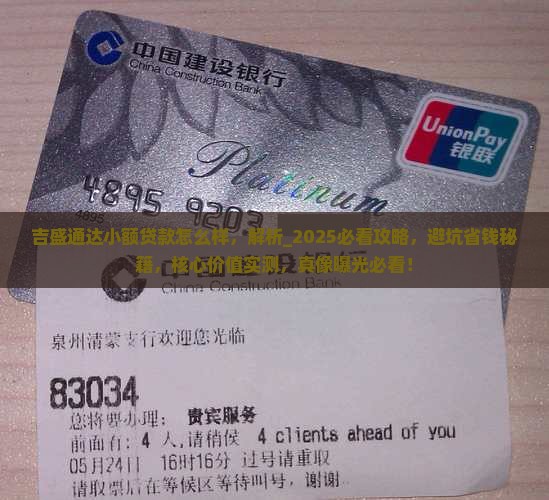 中国建设银行
China Construction Bank
UnionPay
银联
Platinum
4895 9203
4895
吉盛通达小额贷款怎么样，解析_2025必看攻略，避坑省钱秘
籍，核心价值实测，真像曝光必看！
China Construction Bank
泉州清蒙支行欢迎您光临
83034
您将要办理： 贵宾服务
前面有: 4 人,请稍侯 4 clients ahead of you
05月24日 16时16分 过号请重取
请取票后在等候区等待叫号，谢谢